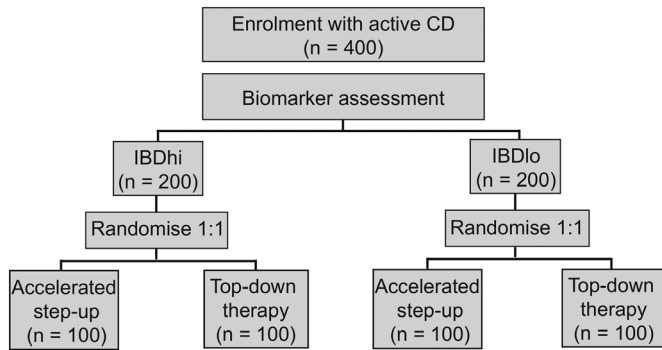 Enrolment with active CD
(n = 400)
Biomarker assessment
IBDhi
(n = 200)
IBDlo
(n = 200)
Randomise 1:1
Randomise 1:1
Accelerated
step-up
(n = 100)
Top-down
therapy
(n = 100)
Accelerated
step-up
(n = 100)
Top-down
therapy
(n = 100)